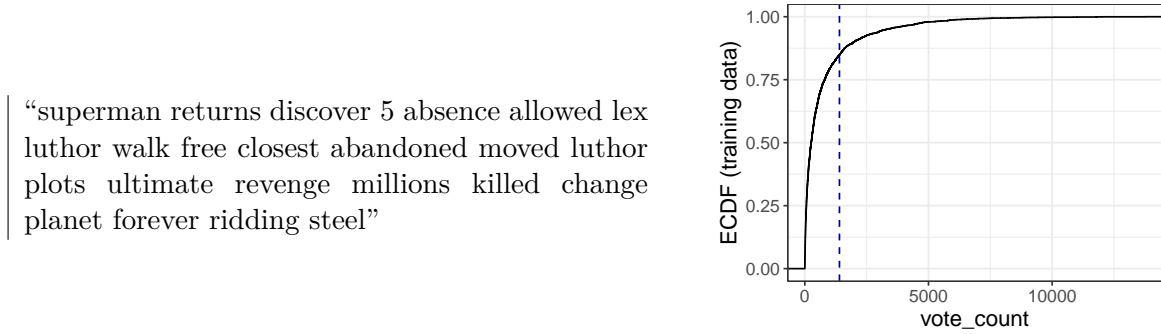 “superman returns discover 5 absence allowed lex
luthor walk free closest abandoned moved luthor
plots ultimate revenge millions killed change
planet forever ridding steel”
ECDF (training data)
1.00
0.75
0.50
0.25
0.00
0 5000 10000
vote_count